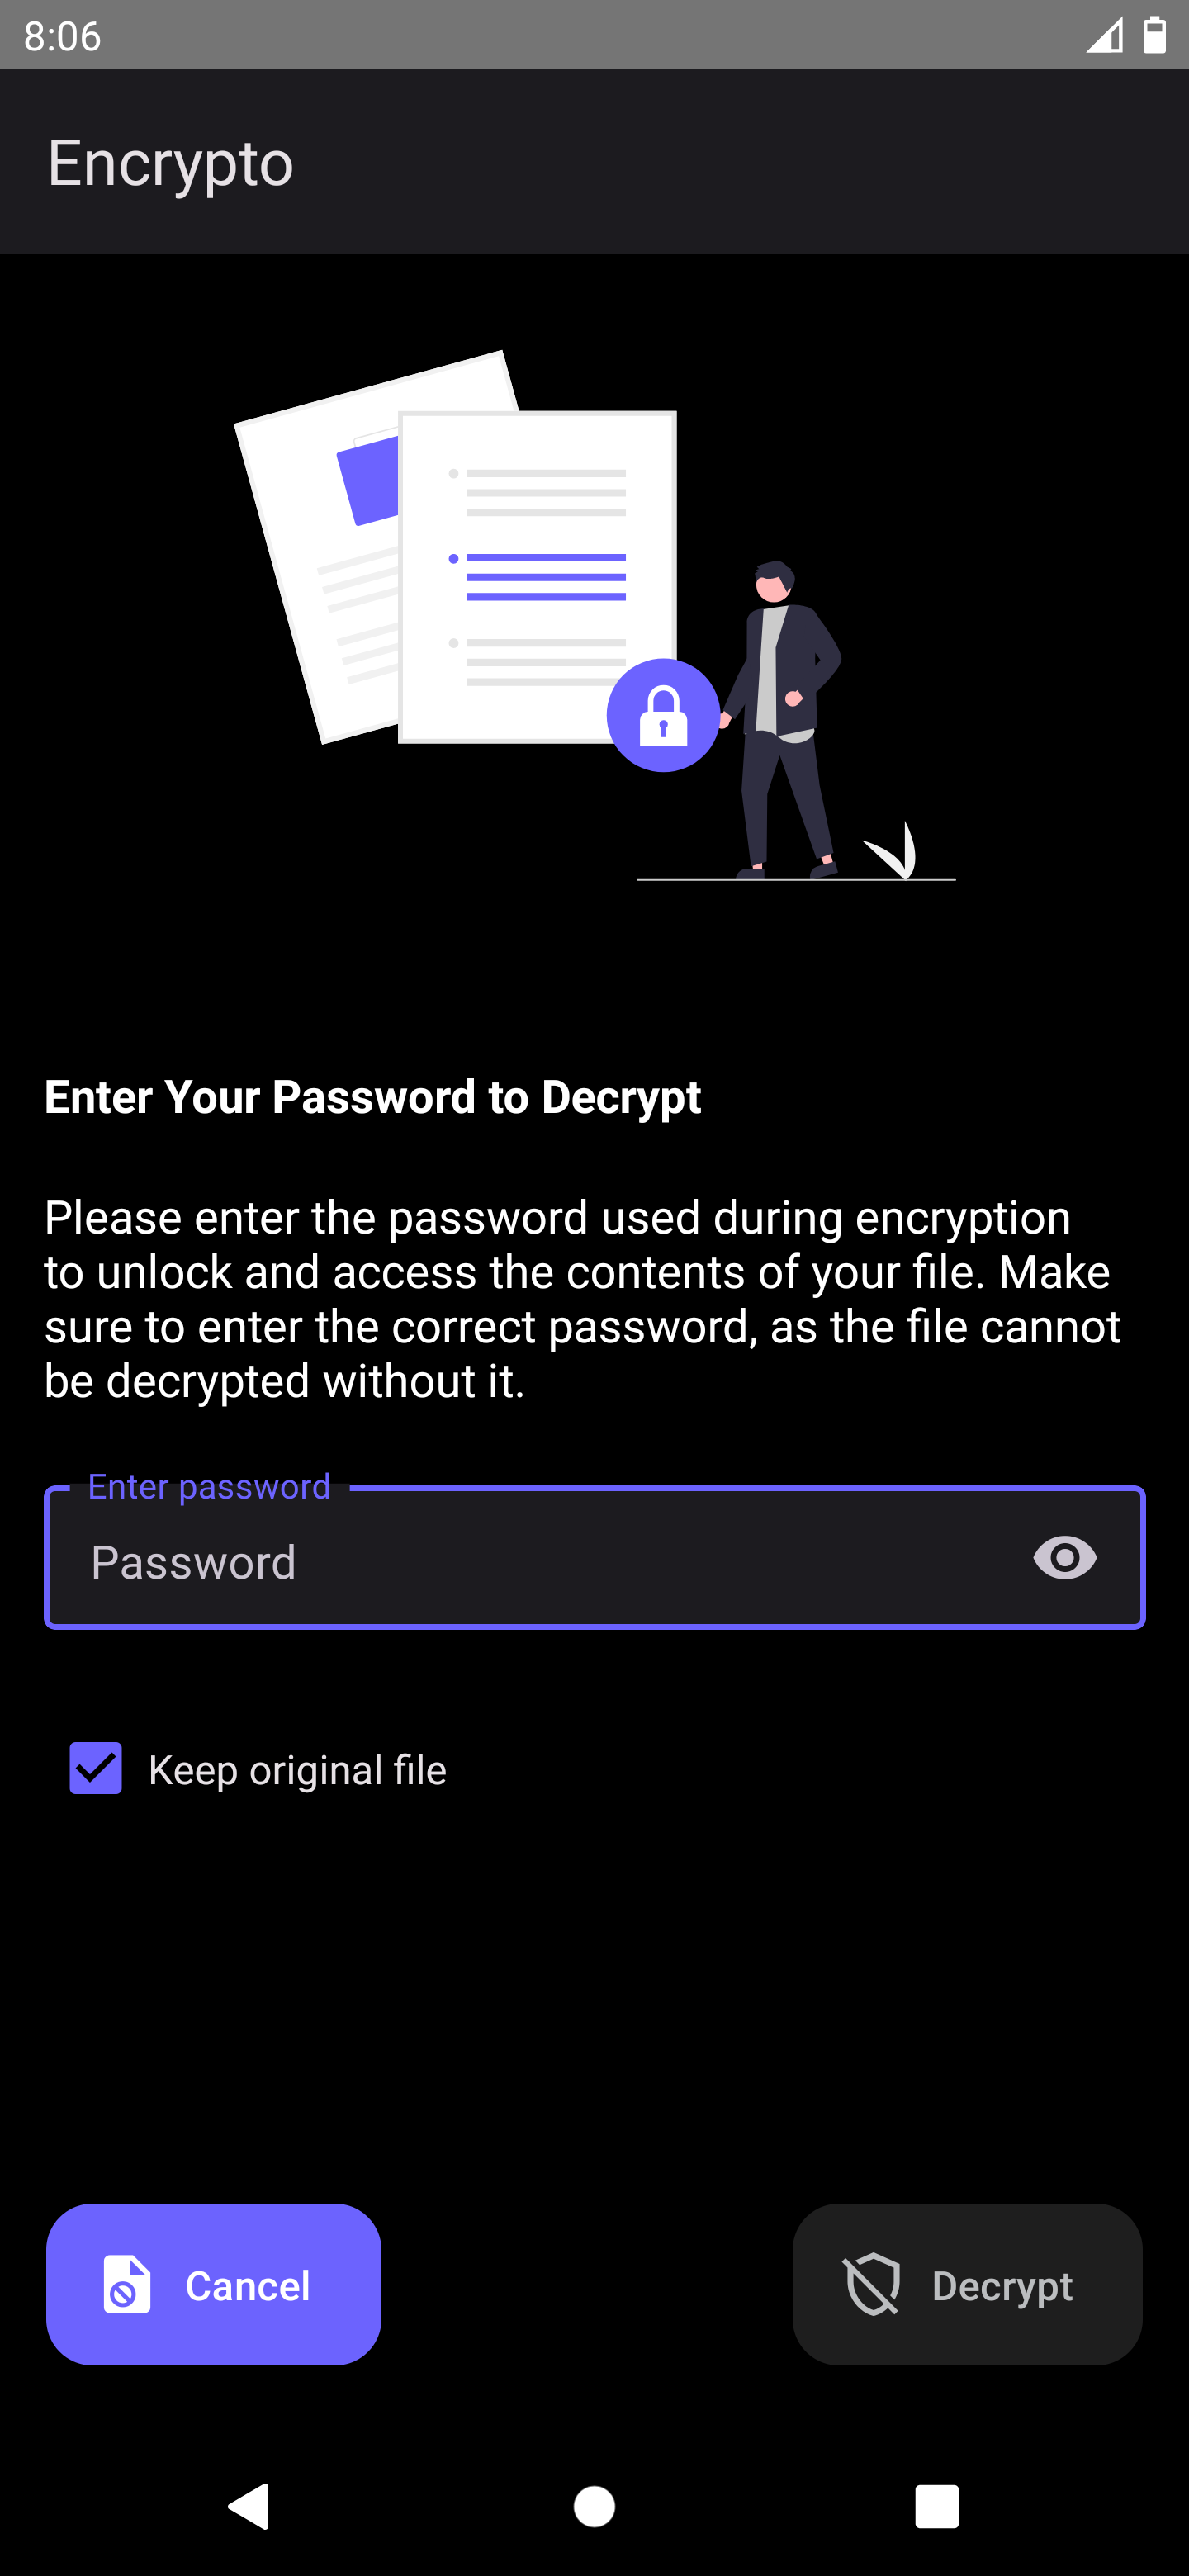 8:06
Encrypto
Enter Your Password to Decrypt
Please enter the password used during encryption
to unlock and access the contents of your file. Make
sure to enter the correct password, as the file cannot
be decrypted without it.
Enter password
Password
Keep original file
Cancel
Decrypt